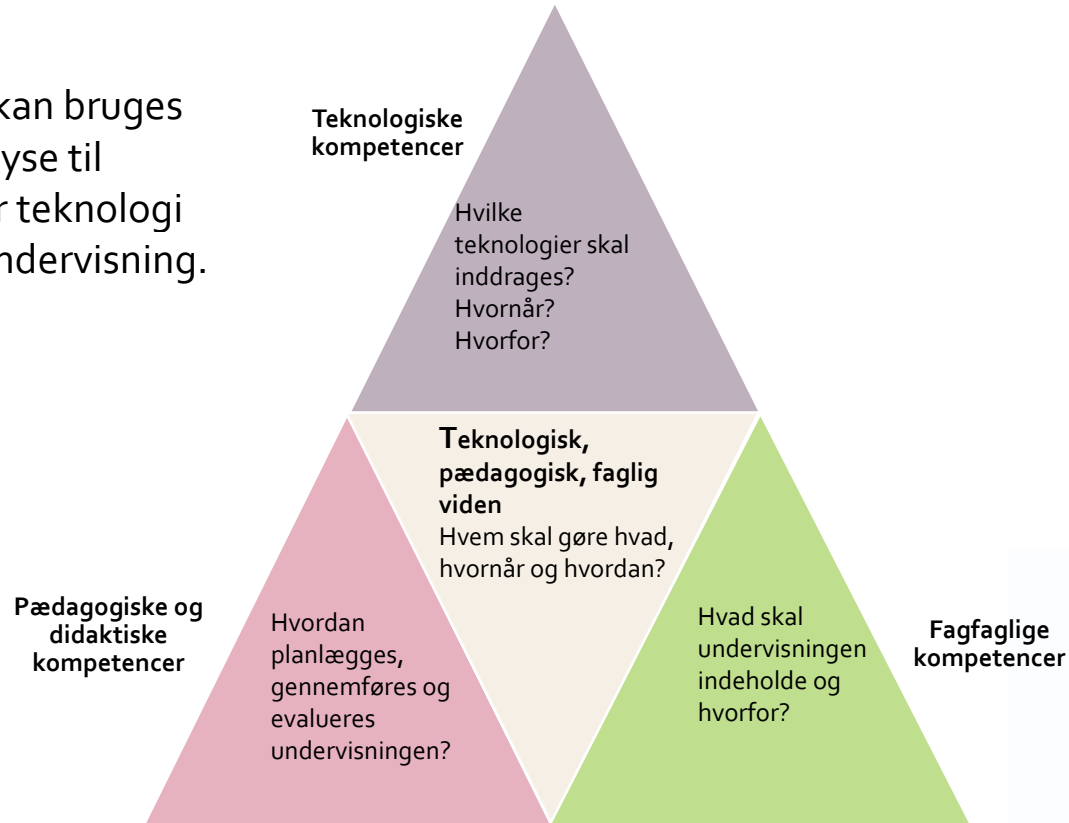 kan bruges
yse til
r teknologi
ndervisning.
Teknologiske
kompetencer
Hvilke
teknologier skal
inddrages?
Hvornår?
Hvorfor?
Teknologisk,
pædagogisk, faglig
viden
Hvem skal gøre hvad,
hvornår og hvordan?
Pædagogiske og
didaktiske
kompetencer
Hvordan
planlægges,
gennemføres og
evalueres
undervisningen?
Hvad skal
undervisningen
indeholde og
hvorfor?
Fagfaglige
kompetencer